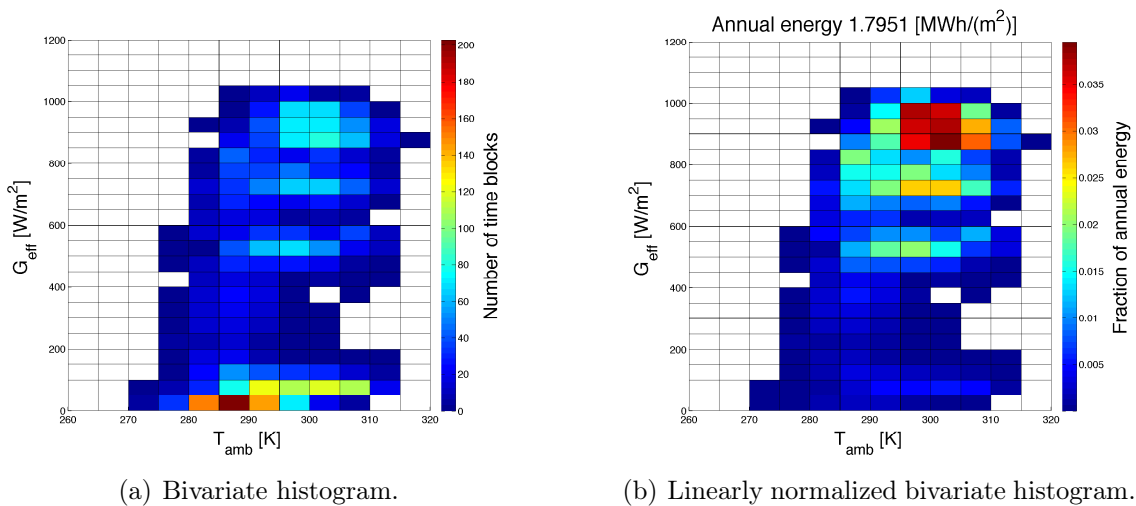 Annual energy 1.7951 [MWh/(m²)]
1200
1000
800
600
400
200
0
G_eff [W/m²]
260 270 280 290 300 310 320
T_amb [K]
200
180
160
140
120
100
80
60
40
20
0
Number of time blocks
1200
1000
800
600
400
200
0
G_eff [W/m²]
260 270 280 290 300 310 320
T_amb [K]
0.035
0.03
0.025
0.02
0.015
0.01
0.005
Fraction of annual energy
(a) Bivariate histogram.
(b) Linearly normalized bivariate histogram.